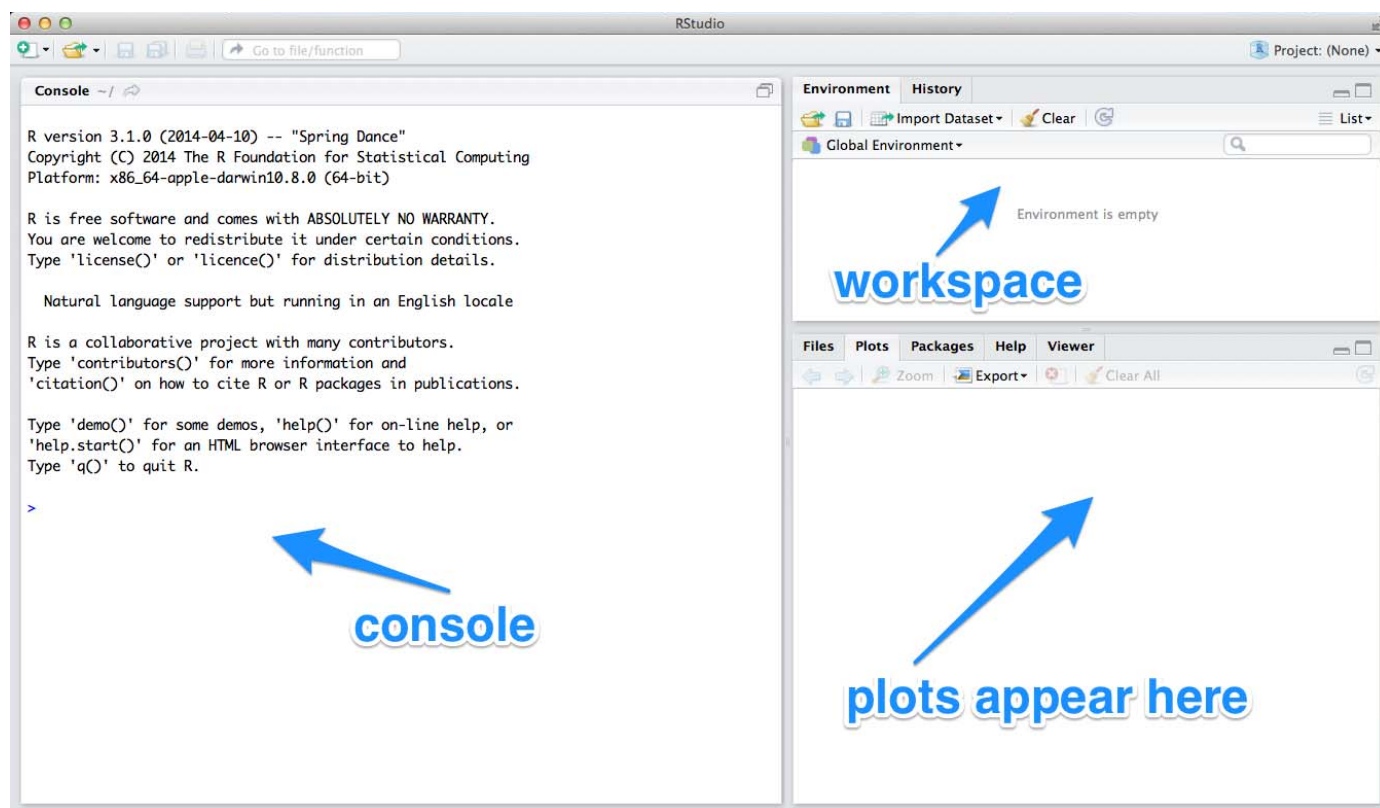 RStudio
Go to file/function
Project: (None)
Console ~/
R version 3.1.0 (2014-04-10) -- "Spring Dance"
Copyright (C) 2014 The R Foundation for Statistical Computing
Platform: x86_64-apple-darwin10.8.0 (64-bit)
R is free software and comes with ABSOLUTELY NO WARRANTY.
You are welcome to redistribute it under certain conditions.
Type 'license()' or 'licence()' for distribution details.
Natural language support but running in an English locale
R is a collaborative project with many contributors.
Type 'contributors()' for more information and
'citation()' on how to cite R or R packages in publications.
Type 'demo()' for some demos, 'help()' for on-line help, or
'help.start()' for an HTML browser interface to help.
Type 'q()' to quit R.
>
console
Environment History
Import Dataset Clear List
Global Environment
Environment is empty
workspace
Files Plots Packages Help Viewer
Zoom Export Clear All
plots appear here